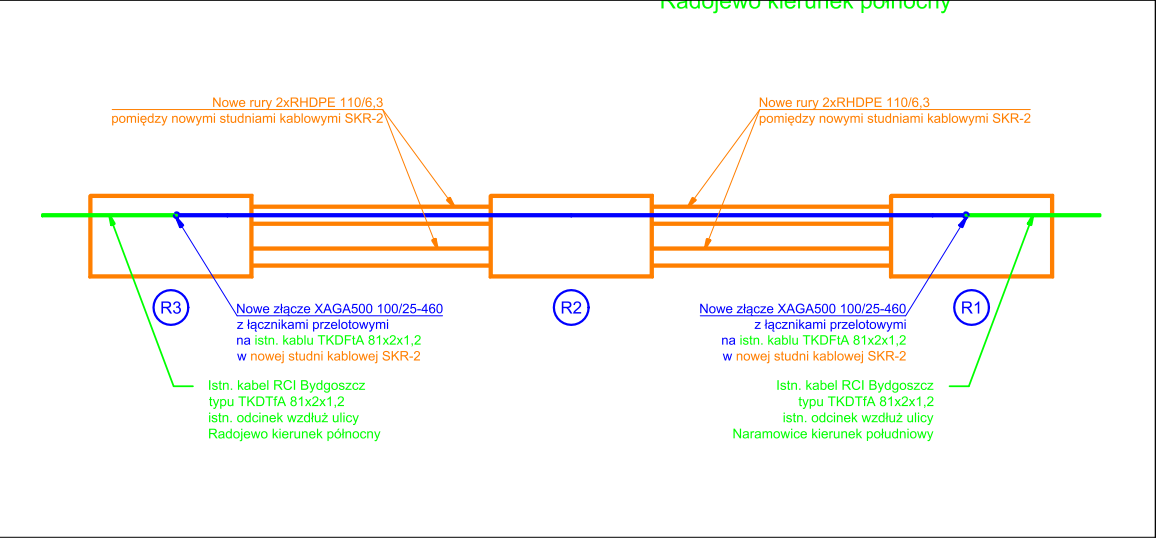 Radojewo kierunek północny
Nowe rury 2xRHDPE 110/6,3
pomiędzy nowymi studniami kablowymi SKR-2
Nowe rury 2xRHDPE 110/6,3
pomiędzy nowymi studniami kablowymi SKR-2
R3
R2
R1
Nowe złącze XAGA500 100/25-460
z łącznikami przelotowymi
na istn. kablu TKDFtA 81x2x1,2
w nowej studni kablowej SKR-2
Nowe złącze XAGA500 100/25-460
z łącznikami przelotowymi
na istn. kablu TKDFtA 81x2x1,2
w nowej studni kablowej SKR-2
Istn. kabel RCI Bydgoszcz
typu TKDTfA 81x2x1,2
istn. odcinek wzdłuż ulicy
Radojewo kierunek północny
Istn. kabel RCI Bydgoszcz
typu TKDTfA 81x2x1,2
istn. odcinek wzdłuż ulicy
Naramowice kierunek południowy